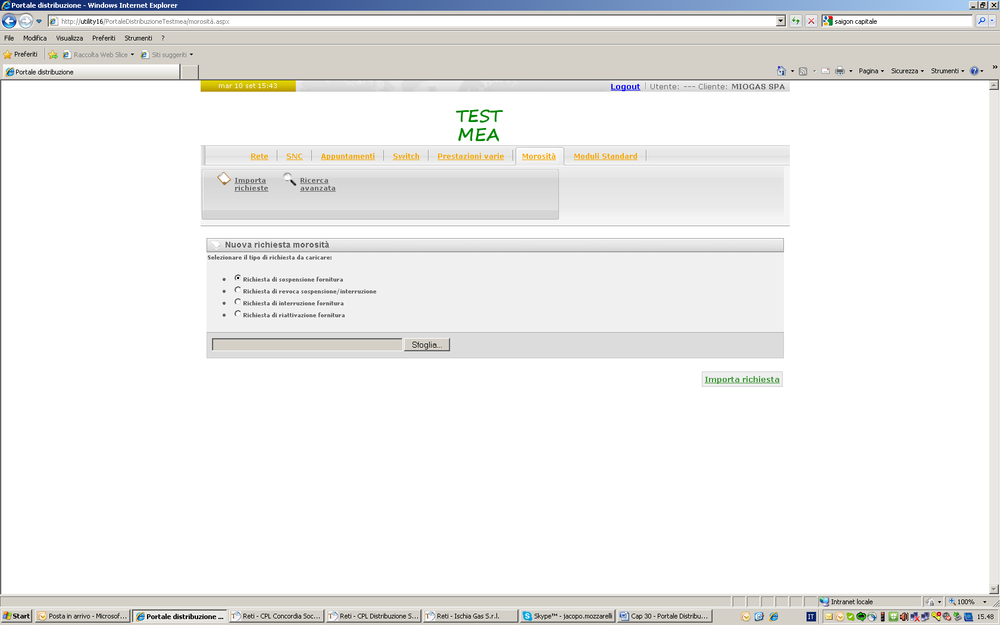 Portale distribuzione - Windows Internet Explorer
http://utility16/PortaleDistribuzioneTestmea/morosità.aspx
saigon capitale
File Modifica Visualizza Preferiti Strumenti ?
Preferiti Raccolta Web Slice Siti suggeriti
Portale distribuzione
Pagina Sicurezza Strumenti »
mar 10 set 15:43
Logout Utente: --- Cliente: MIOGAS SPA
TEST
MEA
Rete SNC Appuntamenti Switch Prestazioni varie Morosità Moduli Standard
Importa richieste
Ricerca avanzata
Nuova richiesta morosità
Selezionare il tipo di richiesta da caricare:
Richiesta di sospensione fornitura
Richiesta di revoca sospensione/interruzione
Richiesta di interruzione fornitura
Richiesta di riattivazione fornitura
Sfoglia...
Importa richiesta
Intranet locale 100%
Start Posta in arrivo - Microsof... Portale distribuzione ... Reti - CPL Concordia Soc... Reti - CPL Distribuzione S... Reti - Ischia Gas S.r.l. Skype™ - jacopo.mozzarelli Cap 30 - Portale Distribu... IT 15.48